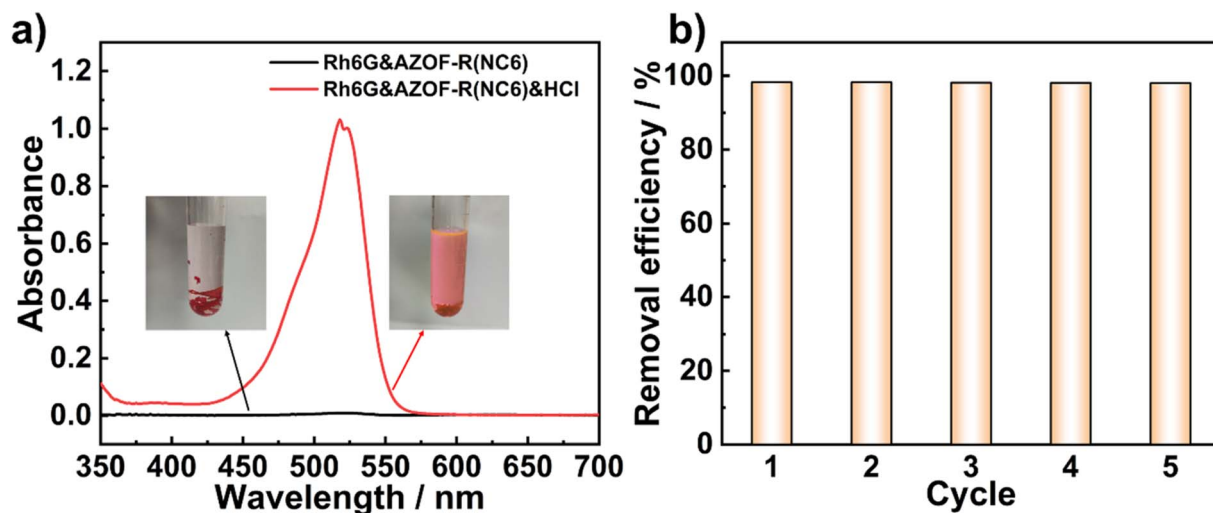 a)
Rh6G&AZOF-R(NC6)
Rh6G&AZOF-R(NC6)&HCl
Absorbance
1.2
1.0
0.8
0.6
0.4
0.2
0.0
350 400 450 500 550 600 650 700
Wavelength / nm
b)
Removal efficiency / %
100
80
60
40
20
0
1 2 3 4 5
Cycle